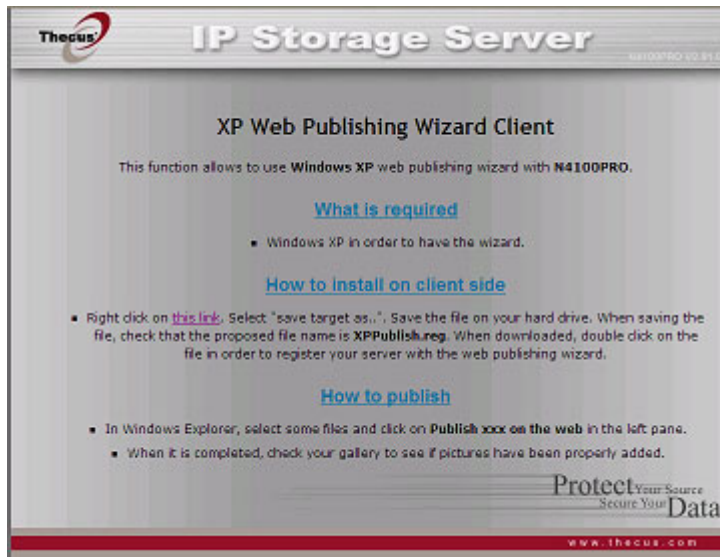 Thecus
IP Storage Server
XP Web Publishing Wizard Client
This function allows to use Windows XP web publishing wizard with N4100PRO.
What is required
Windows XP in order to have the wizard.
How to install on client side
Right click on this link. Select "save target as..". Save the file on your hard drive. When saving the
file, check that the proposed file name is XPPublish.reg. When downloaded, double click on the
file in order to register your server with the web publishing wizard.
How to publish
In Windows Explorer, select some files and click on Publish xxx on the web in the left pane.
When it is completed, check your gallery to see if pictures have been properly added.
Protect Your Source
Secure Your Data
www.thecus.com